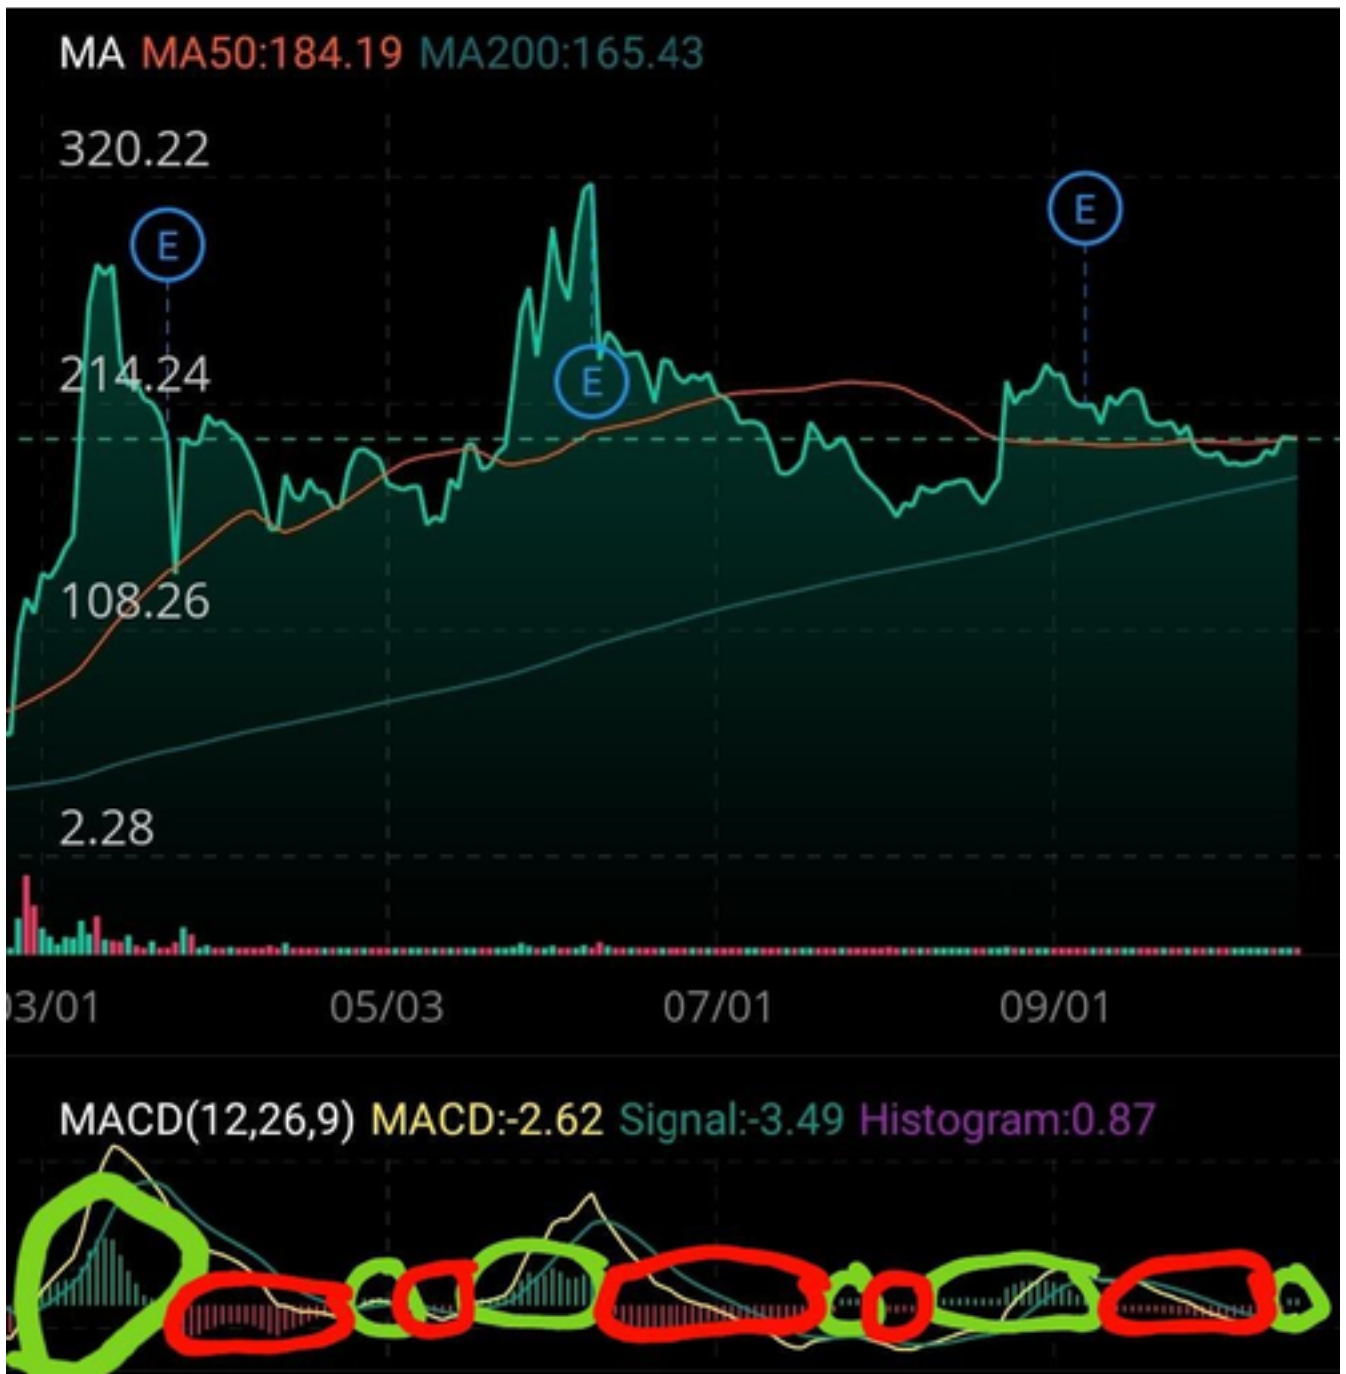 MA MA50:184.19 MA200:165.43
320.22
E
E
214.24
E
108.26
2.28
03/01 05/03 07/01 09/01
MACD(12,26,9) MACD:-2.62 Signal:-3.49 Histogram:0.87